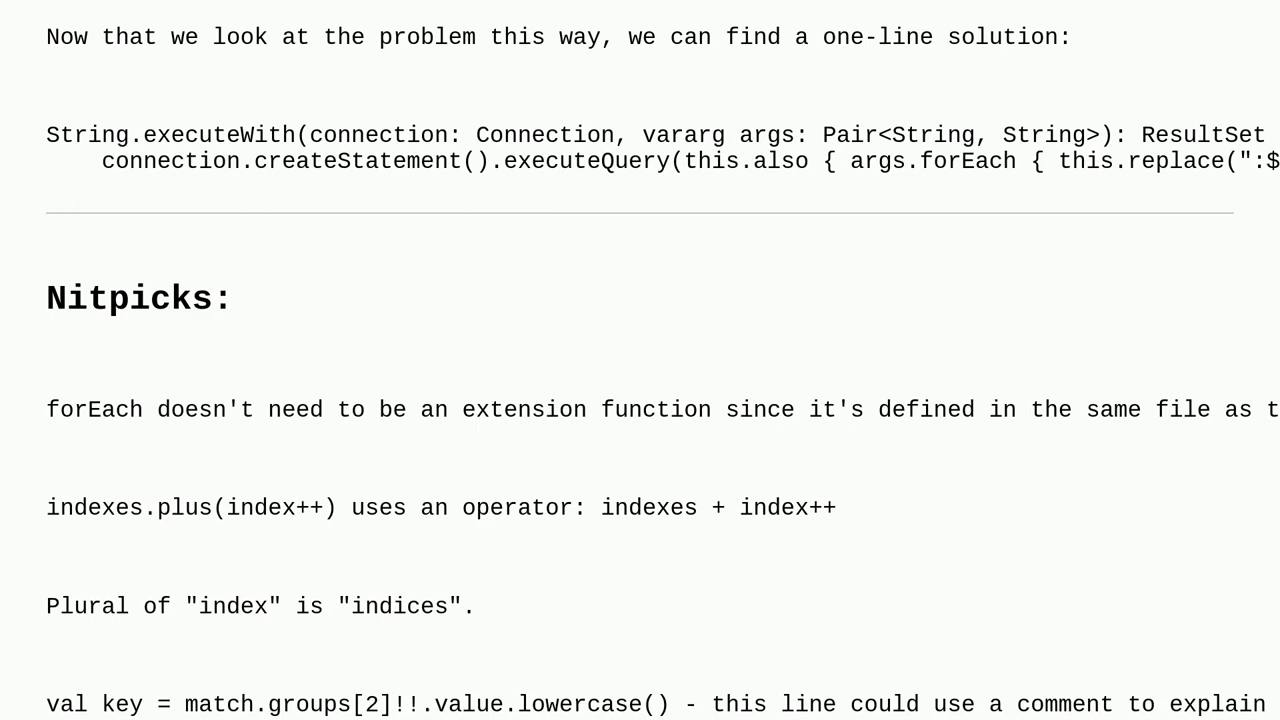 Now that we look at the problem this way, we can find a one-line solution:
String.executeWith(connection: Connection, vararg args: Pair<String, String>): ResultSet
    connection.createStatement().executeQuery(this.also { args.forEach { this.replace(":$
Nitpicks:
forEach doesn't need to be an extension function since it's defined in the same file as t
indexes.plus(index++) uses an operator: indexes + index++
Plural of "index" is "indices".
val key = match.groups[2]!!.value.lowercase() - this line could use a comment to explain